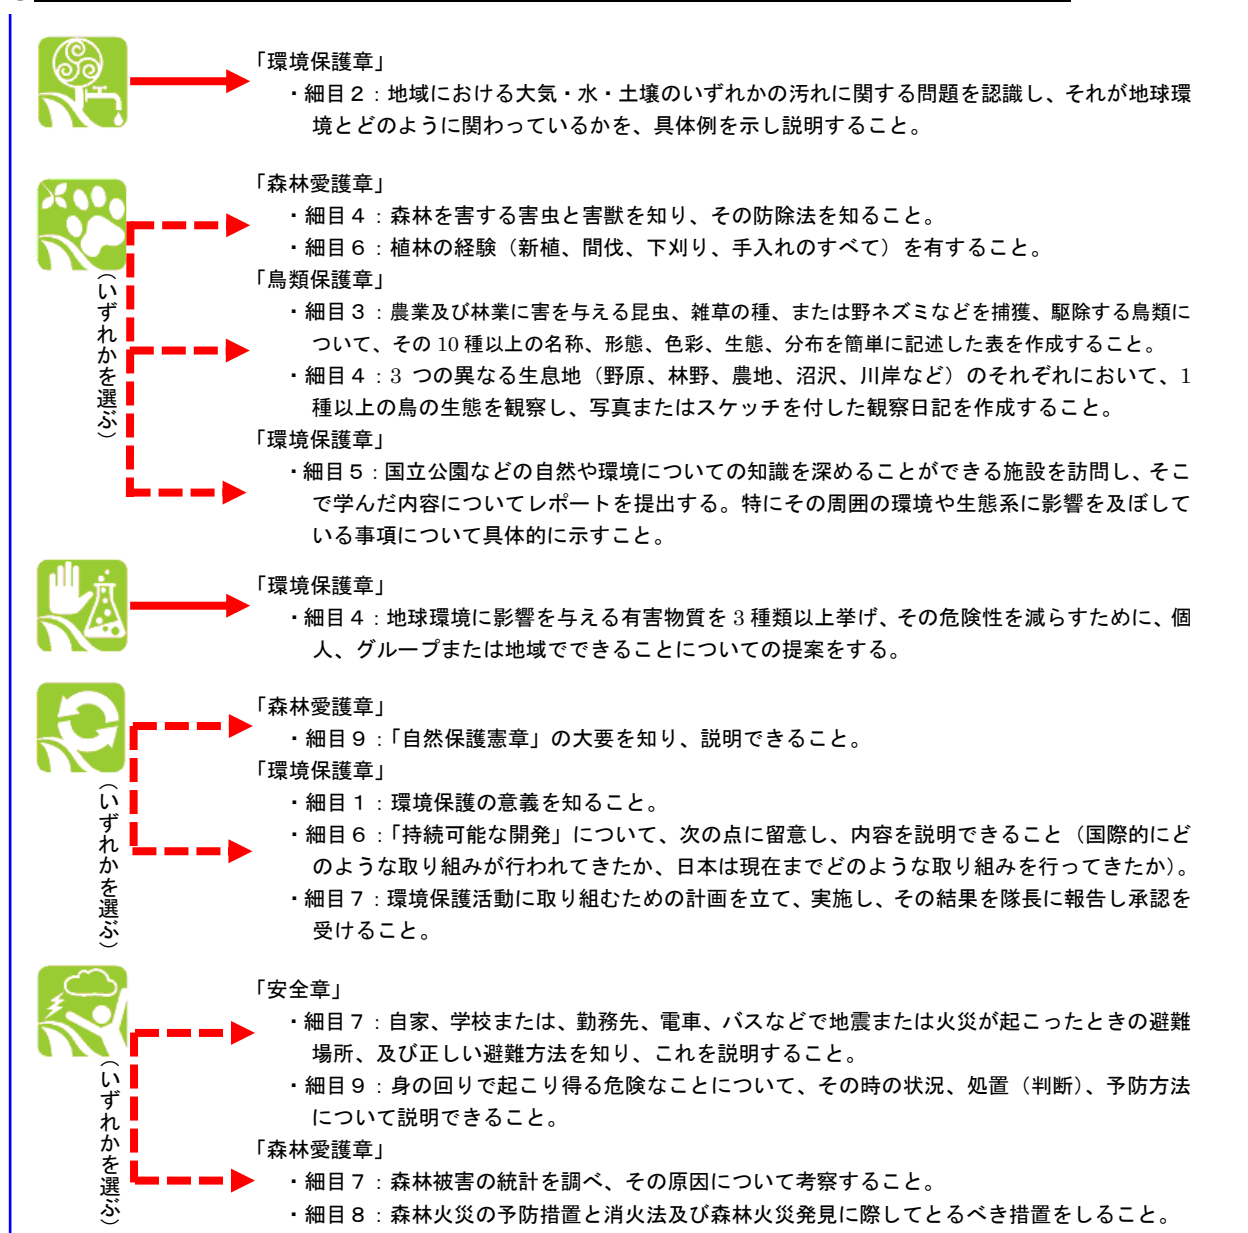 「環境保護章」
・細目２：地域における大気・水・土壌のいずれかの汚れに関する問題を認識し、それが地球環
境とどのように関わっているかを、具体例を示し説明すること。
「森林愛護章」
・細目４：森林を害する害虫と害獣を知り、その防除法を知ること。
・細目６：植林の経験（新植、間伐、下刈り、手入れのすべて）を有すること。
「鳥類保護章」
・細目３：農業及び林業に害を与える昆虫、雑草の種、または野ネズミなどを捕獲、駆除する鳥類に
ついて、その 10 種以上の名称、形態、色彩、生態、分布を簡単に記述した表を作成すること。
・細目４：3 つの異なる生息地（野原、林野、農地、沼沢、川岸など）のそれぞれにおいて、1
種以上の鳥の生態を観察し、写真またはスケッチを付した観察日記を作成すること。
「環境保護章」
・細目５：国立公園などの自然や環境についての知識を深めることができる施設を訪問し、そこ
で学んだ内容についてレポートを提出する。特にその周囲の環境や生態系に影響を及ぼして
いる事項について具体的に示すこと。
（いずれかを選ぶ）
「環境保護章」
・細目４：地球環境に影響を与える有害物質を 3 種類以上挙げ、その危険性を減らすために、個
人、グループまたは地域でできることについての提案をする。
「森林愛護章」
・細目９：「自然保護憲章」の大要を知り、説明できること。
「環境保護章」
・細目１：環境保護の意義を知ること。
・細目６：「持続可能な開発」について、次の点に留意し、内容を説明できること（国際的にど
のような取り組みが行われてきたか、日本は現在までどのような取り組みを行ってきたか）。
・細目７：環境保護活動に取り組むための計画を立て、実施し、その結果を隊長に報告し承認を
受けること。
（いずれかを選ぶ）
「安全章」
・細目７：自家、学校または、勤務先、電車、バスなどで地震または火災が起こったときの避難
場所、及び正しい避難方法を知り、これを説明すること。
・細目９：身の回りで起こり得る危険なことについて、その時の状況、処置（判断）、予防方法
について説明できること。
「森林愛護章」
・細目７：森林被害の統計を調べ、その原因について考察すること。
・細目８：森林火災の予防措置と消火法及び森林火災発見に際してとるべき措置をしること。
（いずれかを選ぶ）